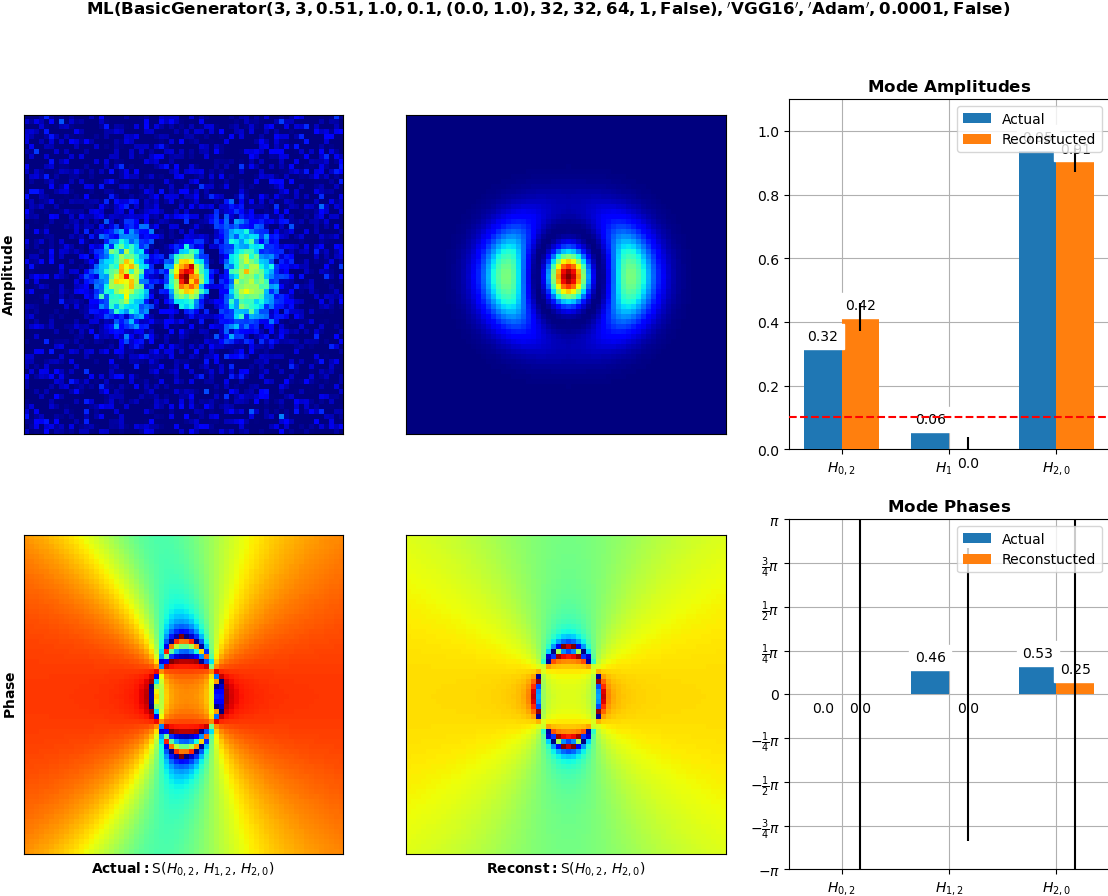 ML(BasicGenerator(3, 3, 0.51, 1.0, 0.1, (0.0, 1.0), 32, 32, 64, 1, False), ′VGG16′, ′Adam′, 0.0001, False)
Amplitude
Mode Amplitudes
Actual
Reconstucted
1.0
0.8
0.6
0.4
0.2
0.0
0.32
0.42
0.06
0.0
0.91
H0,2
H1
H2,0
Phase
Actual: S(H0,2, H1,2, H2,0)
Reconst: S(H0,2, H2,0)
Mode Phases
Actual
Reconstucted
π
3/4π
1/2π
1/4π
0
−1/4π
−1/2π
−3/4π
−π
0.0
0.0
0.46
0.0
0.53
0.25
H0,2
H1,2
H2,0